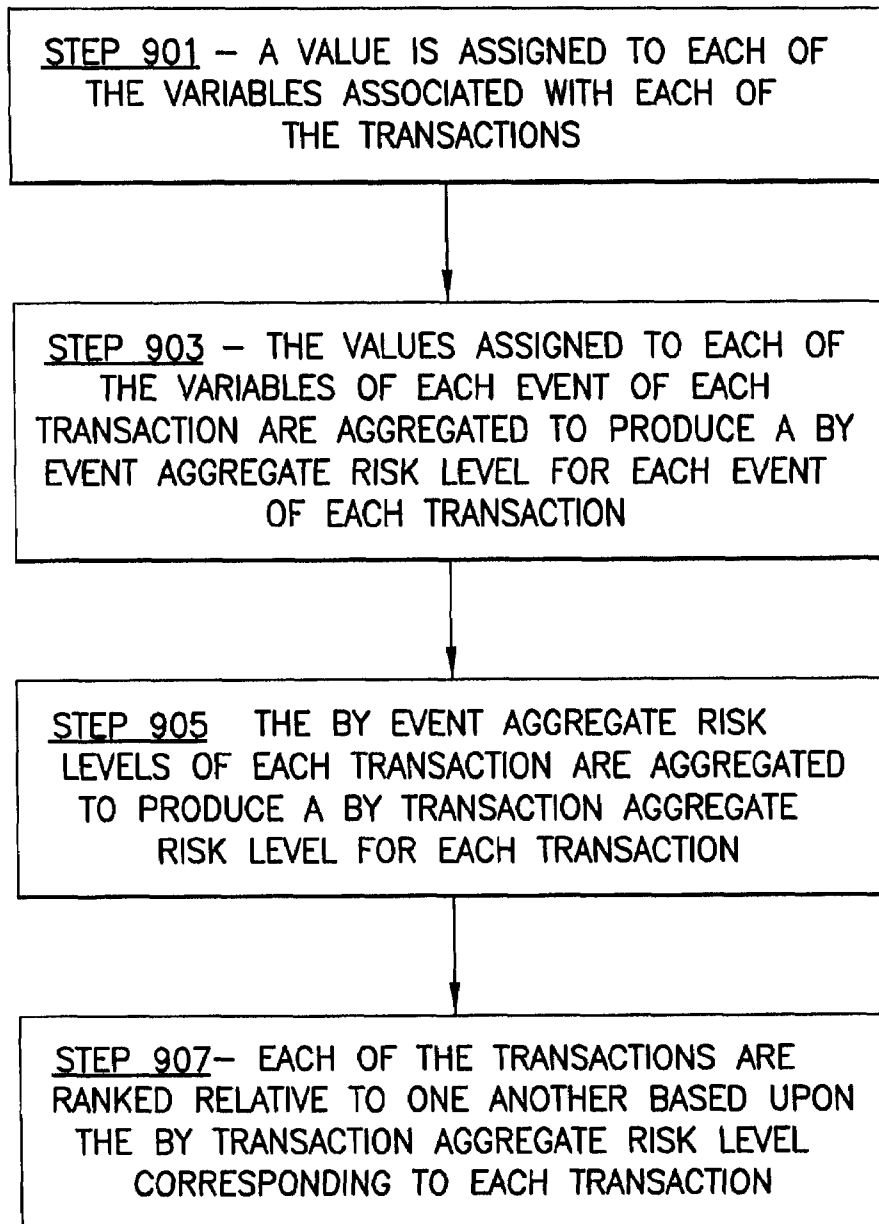 STEP 901 – A VALUE IS ASSIGNED TO EACH OF
THE VARIABLES ASSOCIATED WITH EACH OF
THE TRANSACTIONS
STEP 903 – THE VALUES ASSIGNED TO EACH OF
THE VARIABLES OF EACH EVENT OF EACH
TRANSACTION ARE AGGREGATED TO PRODUCE A BY
EVENT AGGREGATE RISK LEVEL FOR EACH EVENT
OF EACH TRANSACTION
STEP 905 THE BY EVENT AGGREGATE RISK
LEVELS OF EACH TRANSACTION ARE AGGREGATED
TO PRODUCE A BY TRANSACTION AGGREGATE
RISK LEVEL FOR EACH TRANSACTION
STEP 907– EACH OF THE TRANSACTIONS ARE
RANKED RELATIVE TO ONE ANOTHER BASED UPON
THE BY TRANSACTION AGGREGATE RISK LEVEL
CORRESPONDING TO EACH TRANSACTION